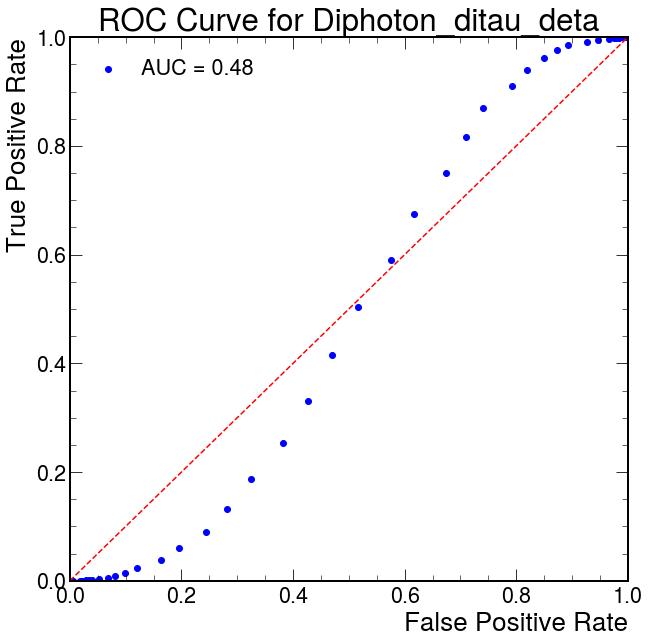 ROC Curve for Diphoton_ditau_deta
AUC = 0.48
True Positive Rate
1.0
0.8
0.6
0.4
0.2
0.0
0.0 0.2 0.4 0.6 0.8 1.0
False Positive Rate